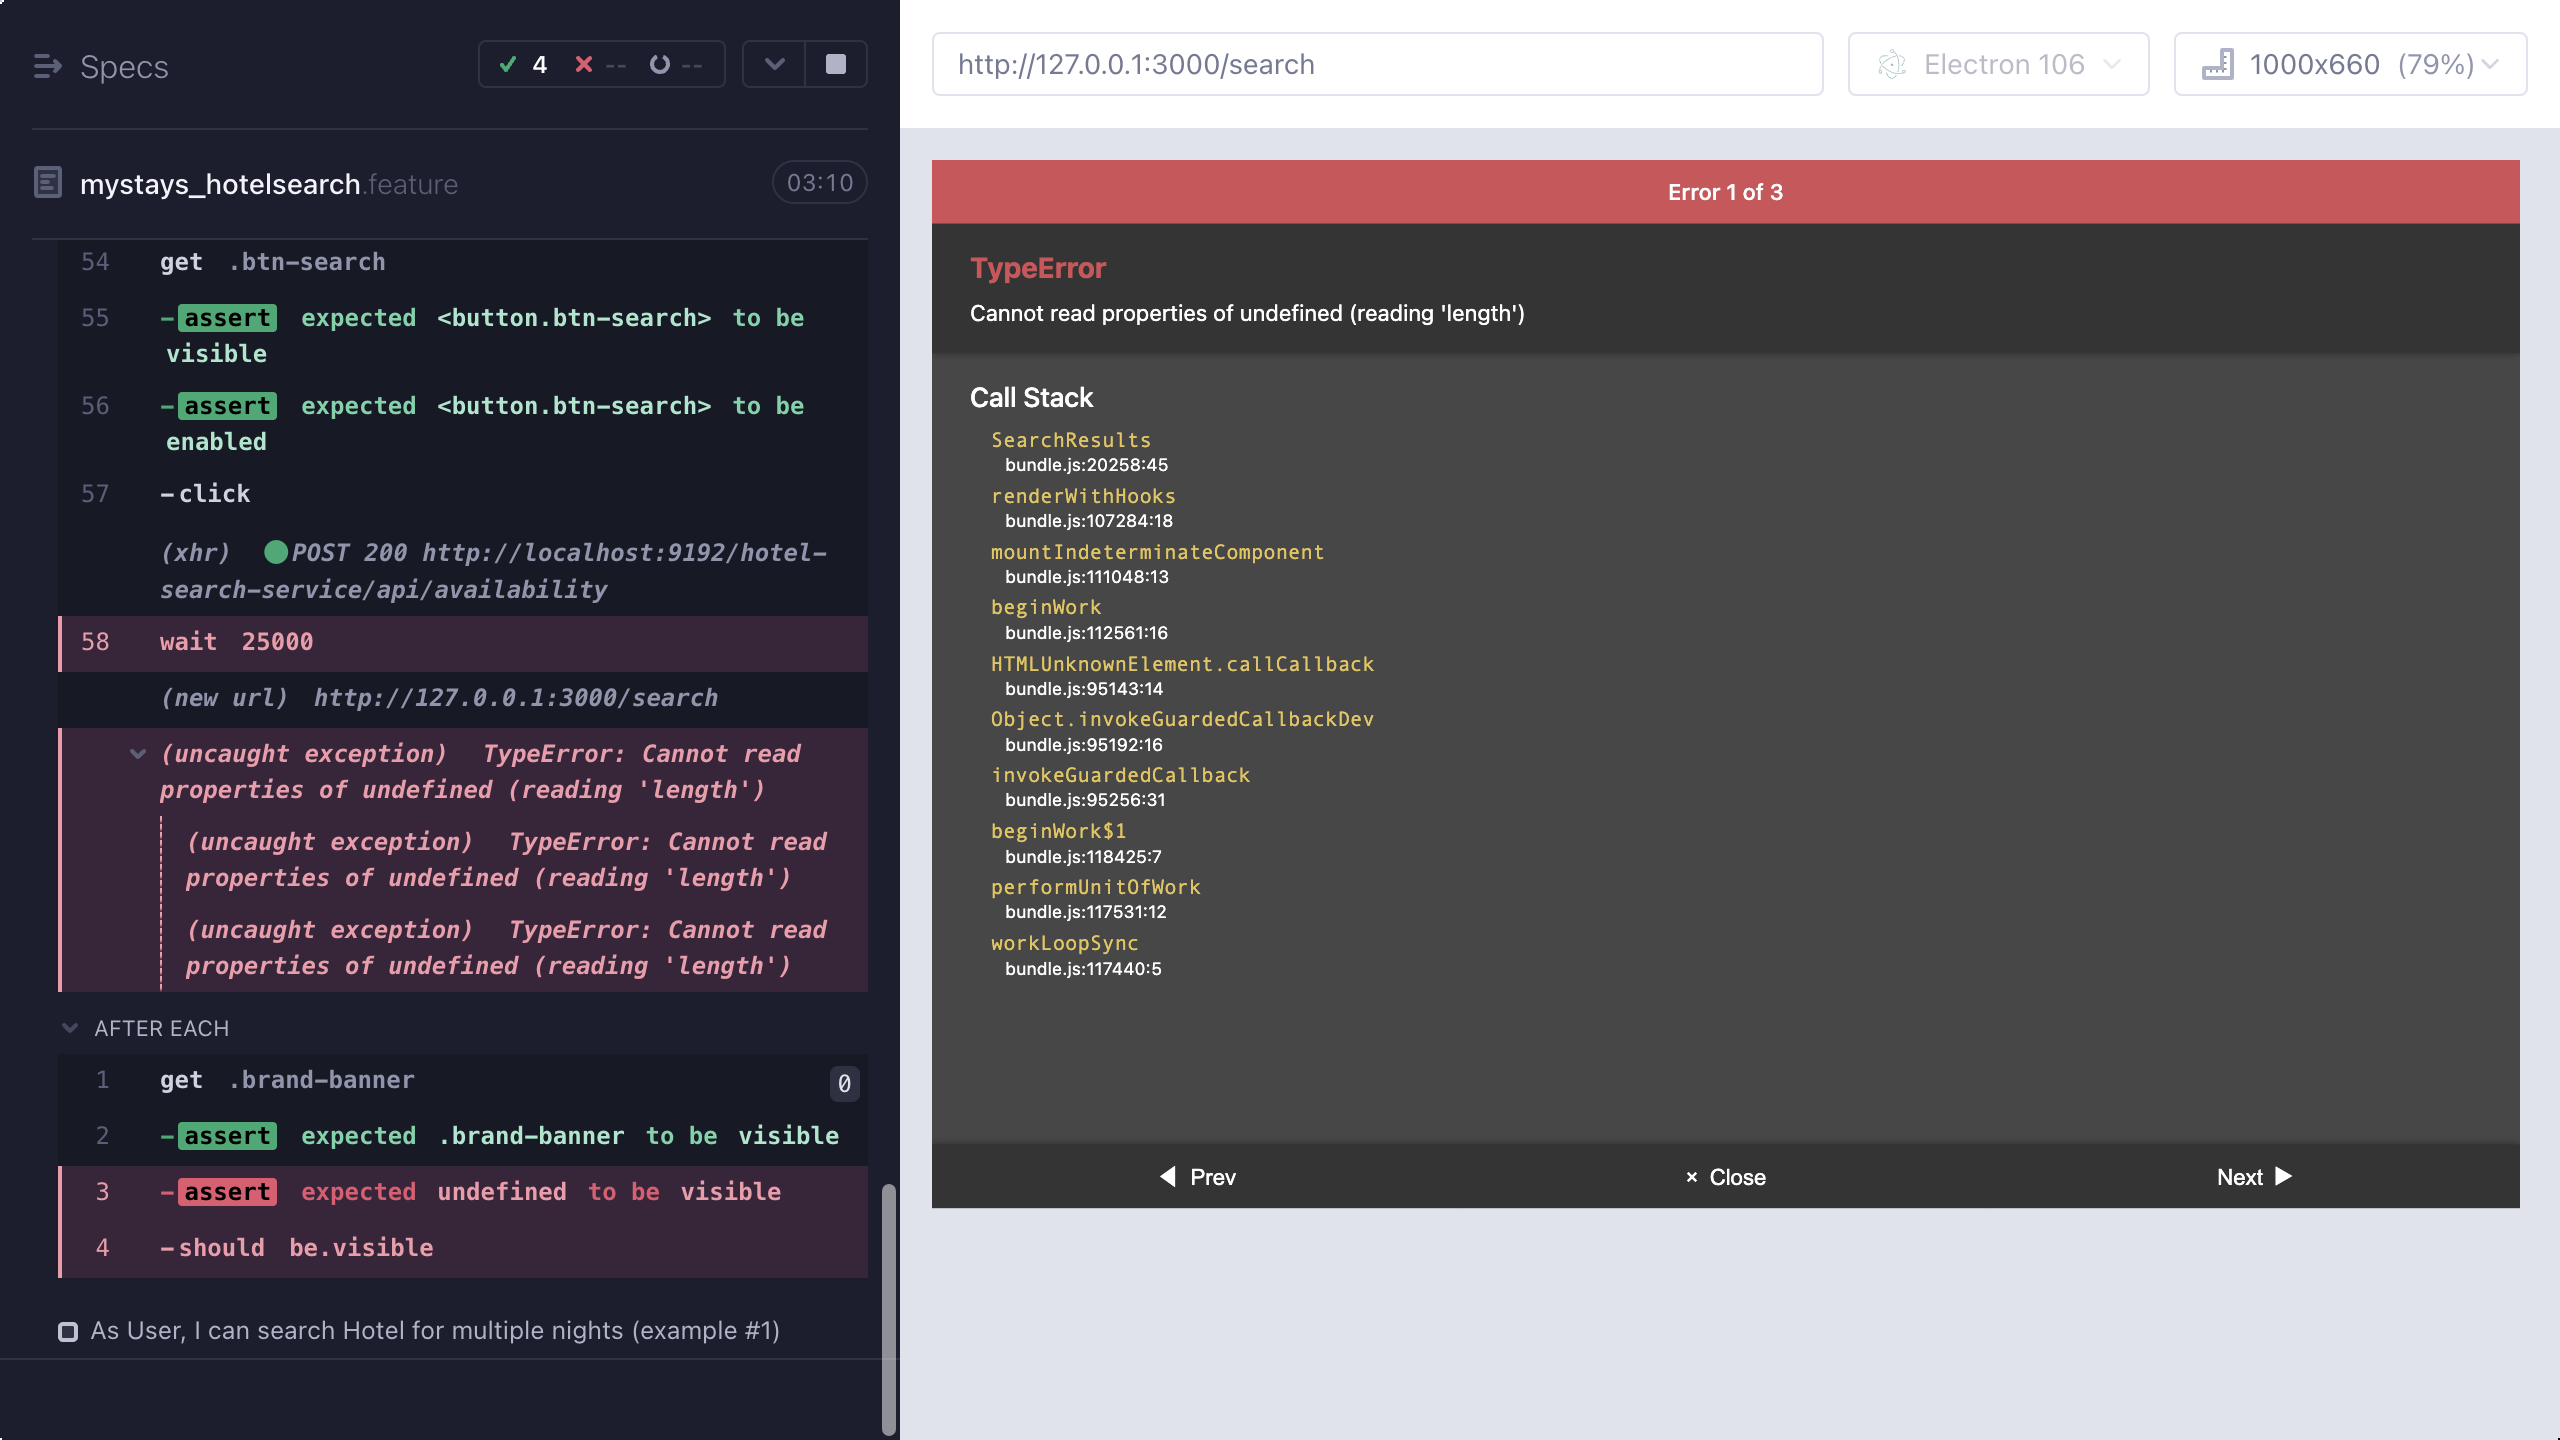 Specs
4 -- --
mystays_hotelsearch.feature
03:10
54 get .btn-search
55 -assert expected <button.btn-search> to be
visible
56 -assert expected <button.btn-search> to be
enabled
57 -click
(xhr) POST 200 http://localhost:9192/hotel-
search-service/api/availability
58 wait 25000
(new url) http://127.0.0.1:3000/search
(uncaught exception) TypeError: Cannot read
properties of undefined (reading 'length')
(uncaught exception) TypeError: Cannot read
properties of undefined (reading 'length')
(uncaught exception) TypeError: Cannot read
properties of undefined (reading 'length')
AFTER EACH
1 get .brand-banner 0
2 -assert expected .brand-banner to be visible
3 -assert expected undefined to be visible
4 -should be.visible
As User, I can search Hotel for multiple nights (example #1)
http://127.0.0.1:3000/search
Electron 106
1000x660 (79%)
Error 1 of 3
TypeError
Cannot read properties of undefined (reading 'length')
Call Stack
SearchResults
bundle.js:20258:45
renderWithHooks
bundle.js:107284:18
mountIndeterminateComponent
bundle.js:111048:13
beginWork
bundle.js:112561:16
HTMLUnknownElement.callCallback
bundle.js:95143:14
Object.invokeGuardedCallbackDev
bundle.js:95192:16
invokeGuardedCallback
bundle.js:95256:31
beginWork$1
bundle.js:118425:7
performUnitOfWork
bundle.js:117531:12
workLoopSync
bundle.js:117440:5
◀ Prev
× Close
Next ▶